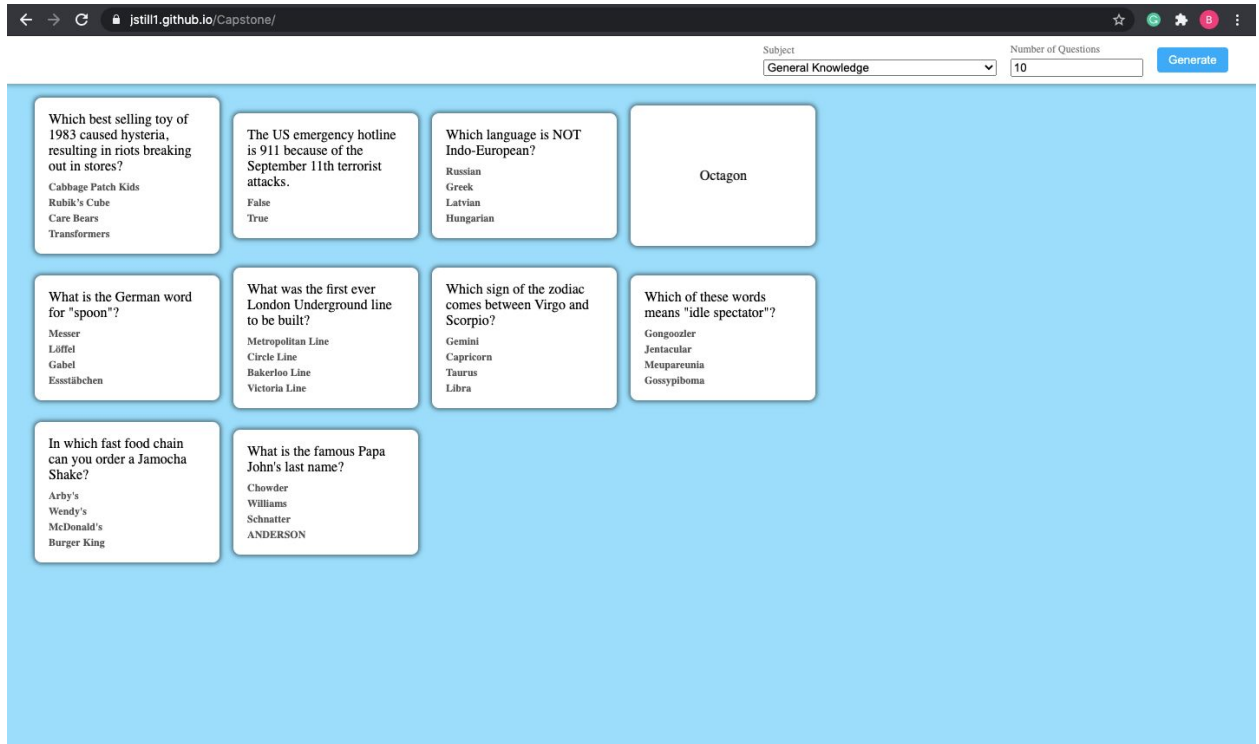 jstill1.github.io/Capstone/
B
Subject
Number of Questions
General Knowledge
10
Generate
Which best selling toy of
1983 caused hysteria,
resulting in riots breaking
out in stores?
Cabbage Patch Kids
Rubik's Cube
Care Bears
Transformers
The US emergency hotline
is 911 because of the
September 11th terrorist
attacks.
False
True
Which language is NOT
Indo-European?
Russian
Greek
Latvian
Hungarian
Octagon
What is the German word
for "spoon"?
Messer
Löffel
Gabel
Essstäbchen
What was the first ever
London Underground line
to be built?
Metropolitan Line
Circle Line
Bakerloo Line
Victoria Line
Which sign of the zodiac
comes between Virgo and
Scorpio?
Gemini
Capricorn
Taurus
Libra
Which of these words
means "idle spectator"?
Gongoozler
Jentacular
Meupareunia
Gossypiboma
In which fast food chain
can you order a Jamocha
Shake?
Arby's
Wendy's
McDonald's
Burger King
What is the famous Papa
John's last name?
Chowder
Williams
Schnatter
ANDERSON